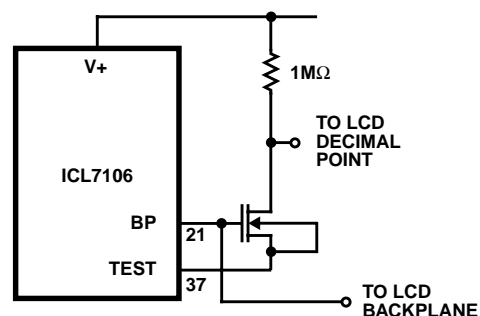 V+
1MΩ
TO LCD
DECIMAL
POINT
ICL7106
BP
21
TEST
37
TO LCD
BACKPLANE